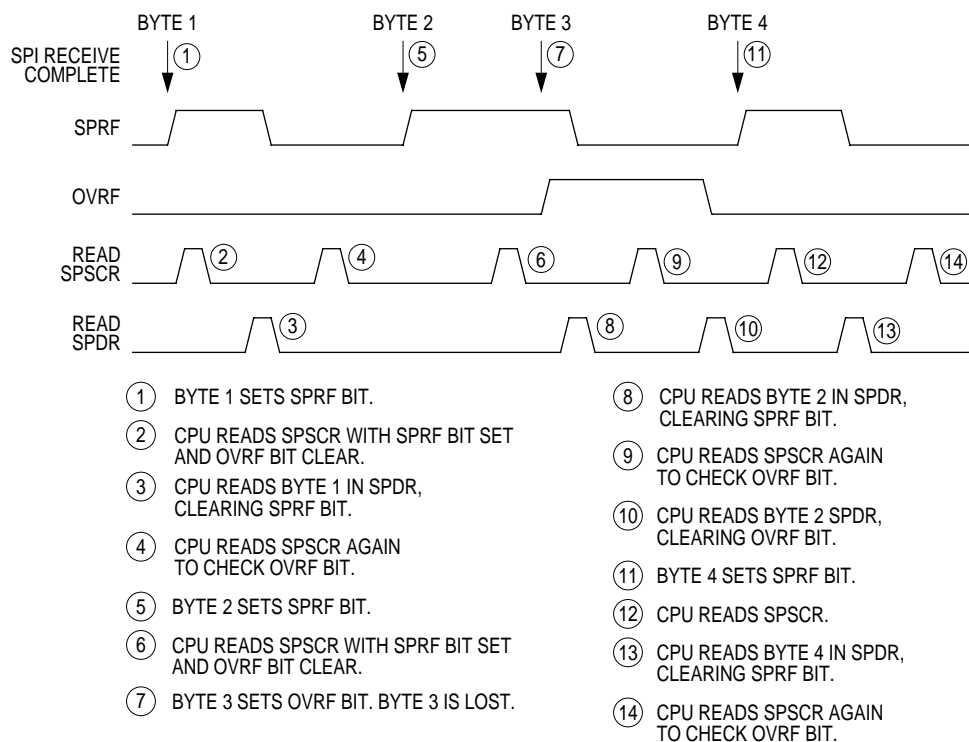 BYTE 1 BYTE 2 BYTE 3 BYTE 4
SPI RECEIVE
COMPLETE
1 5 7 11
SPRF
OVRF
READ
SPSCR
2 4 6 9 12 14
READ
SPDR
3 8 10 13
1 BYTE 1 SETS SPRF BIT.
2 CPU READS SPSCR WITH SPRF BIT SET
AND OVRF BIT CLEAR.
3 CPU READS BYTE 1 IN SPDR,
CLEARING SPRF BIT.
4 CPU READS SPSCR AGAIN
TO CHECK OVRF BIT.
5 BYTE 2 SETS SPRF BIT.
6 CPU READS SPSCR WITH SPRF BIT SET
AND OVRF BIT CLEAR.
7 BYTE 3 SETS OVRF BIT. BYTE 3 IS LOST.
8 CPU READS BYTE 2 IN SPDR,
CLEARING SPRF BIT.
9 CPU READS SPSCR AGAIN
TO CHECK OVRF BIT.
10 CPU READS BYTE 2 SPDR,
CLEARING OVRF BIT.
11 BYTE 4 SETS SPRF BIT.
12 CPU READS SPSCR.
13 CPU READS BYTE 4 IN SPDR,
CLEARING SPRF BIT.
14 CPU READS SPSCR AGAIN
TO CHECK OVRF BIT.